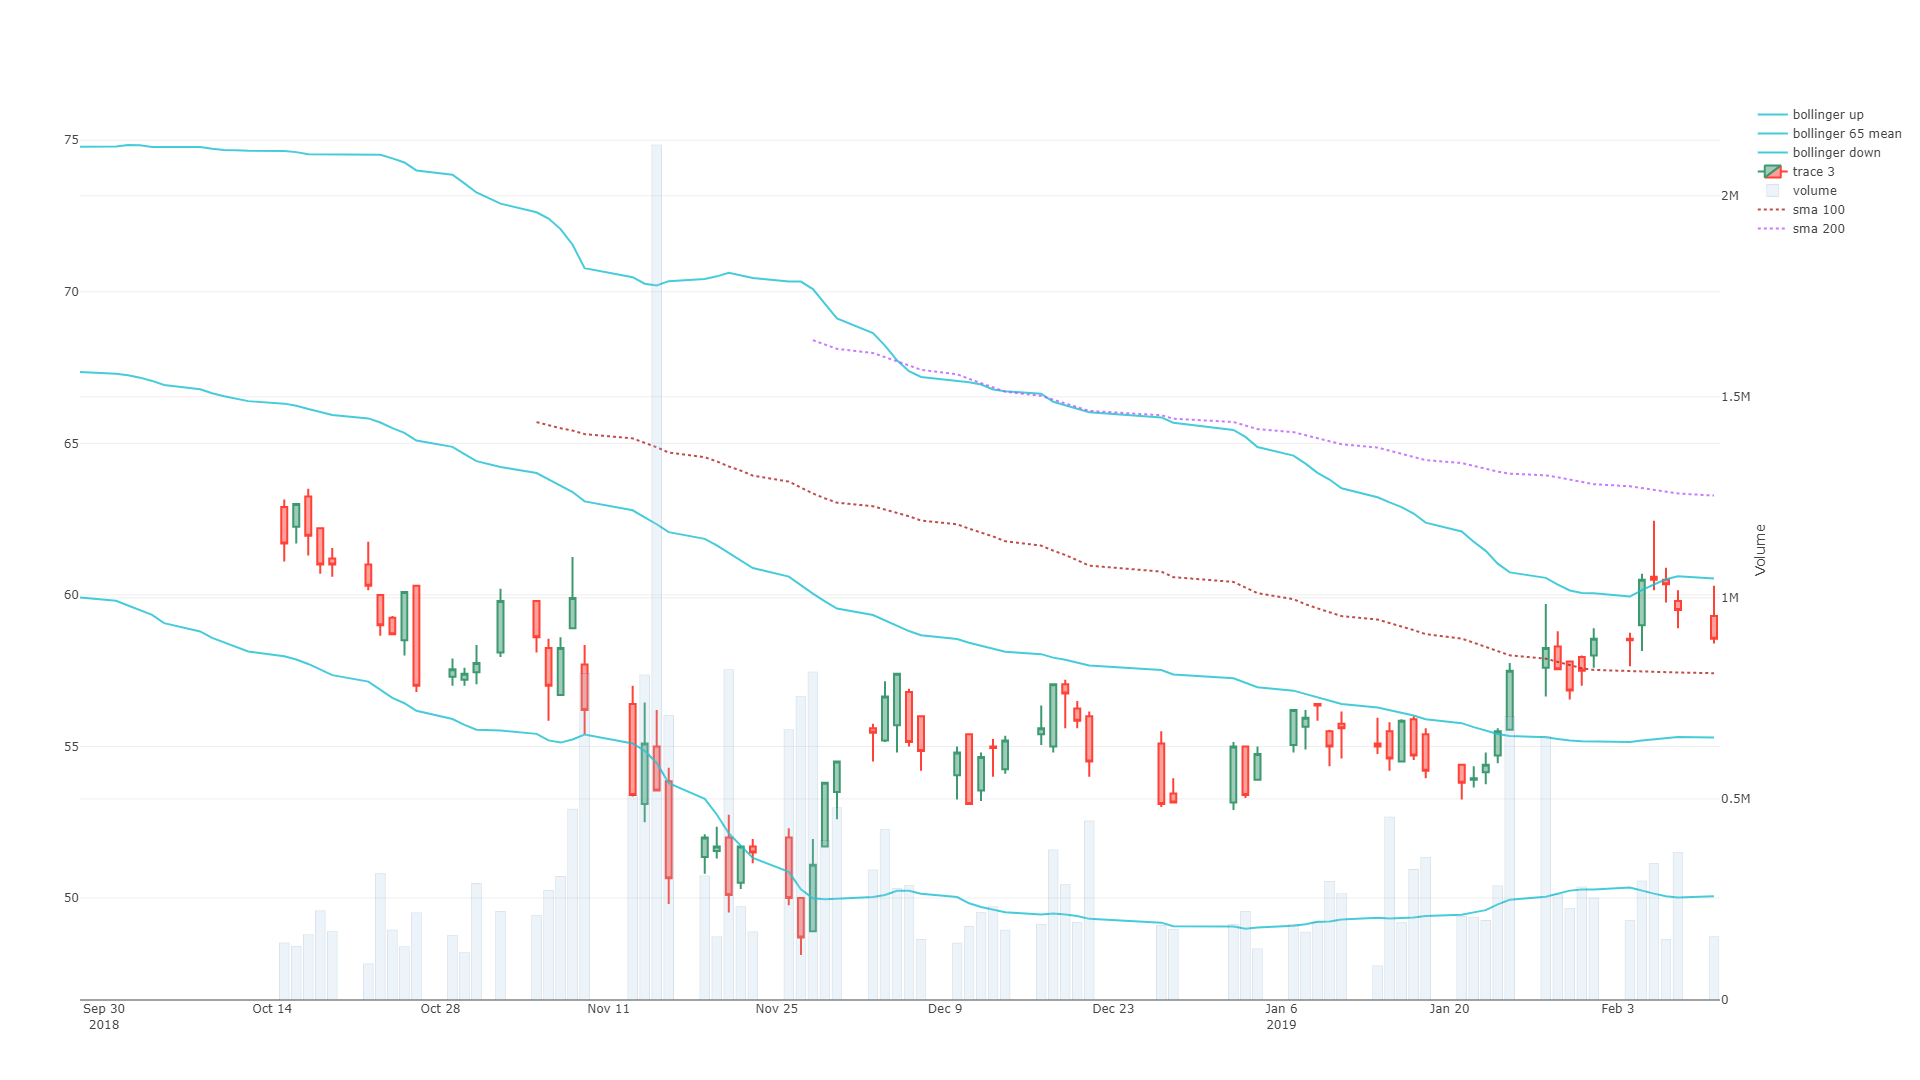 bollinger up
bollinger 65 mean
bollinger down
trace 3
volume
sma 100
sma 200
75
70
65
60
55
50
2M
1.5M
1M
0.5M
0
Volume
Sep 30
2018
Oct 14
Oct 28
Nov 11
Nov 25
Dec 9
Dec 23
Jan 6
2019
Jan 20
Feb 3